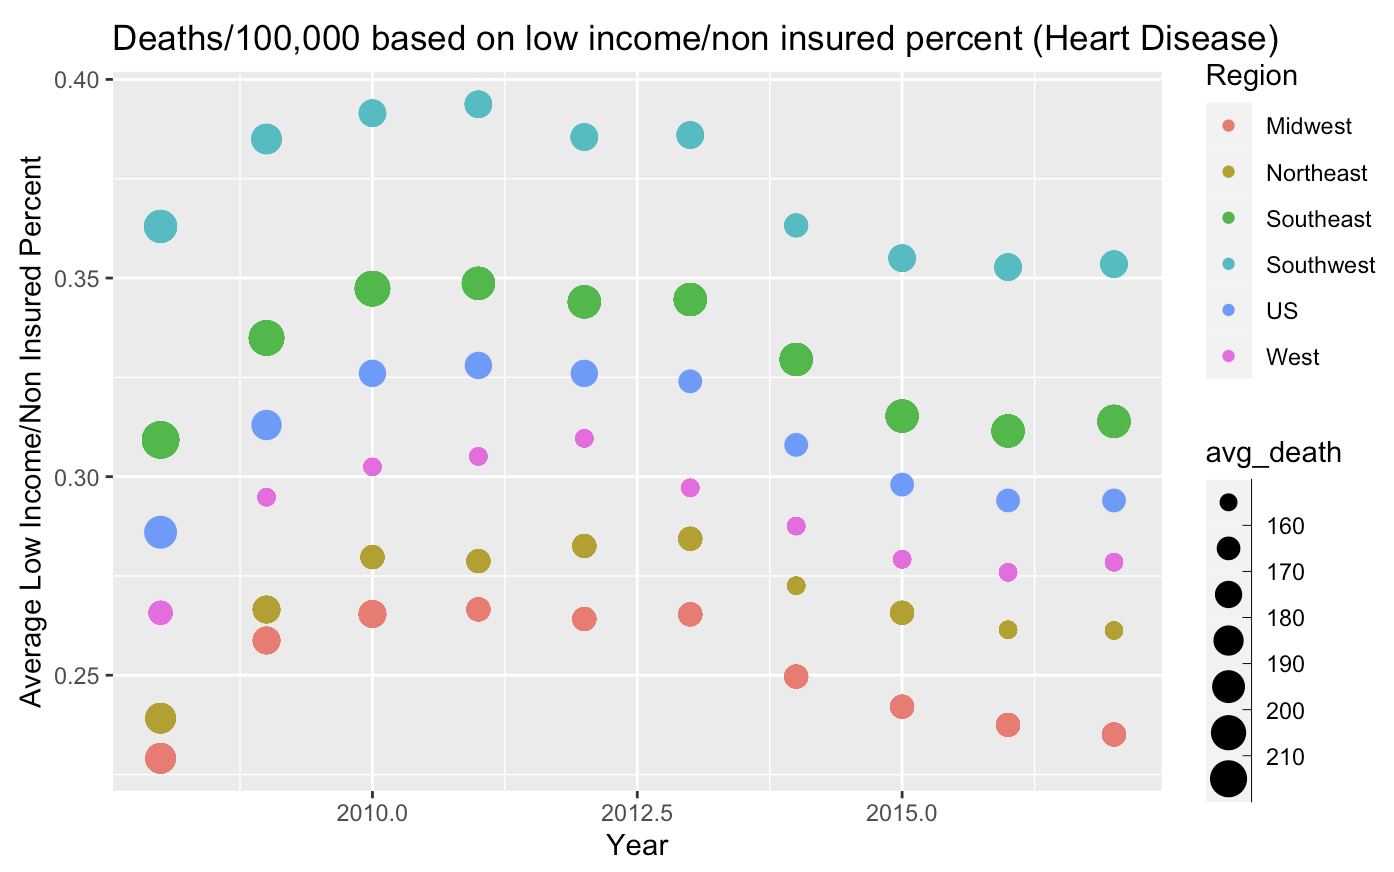 Deaths/100,000 based on low income/non insured percent (Heart Disease)
Average Low Income/Non Insured Percent
0.40
0.35
0.30
0.25
2010.0
2012.5
2015.0
Year
Region
Midwest
Northeast
Southeast
Southwest
US
West
avg_death
160
170
180
190
200
210